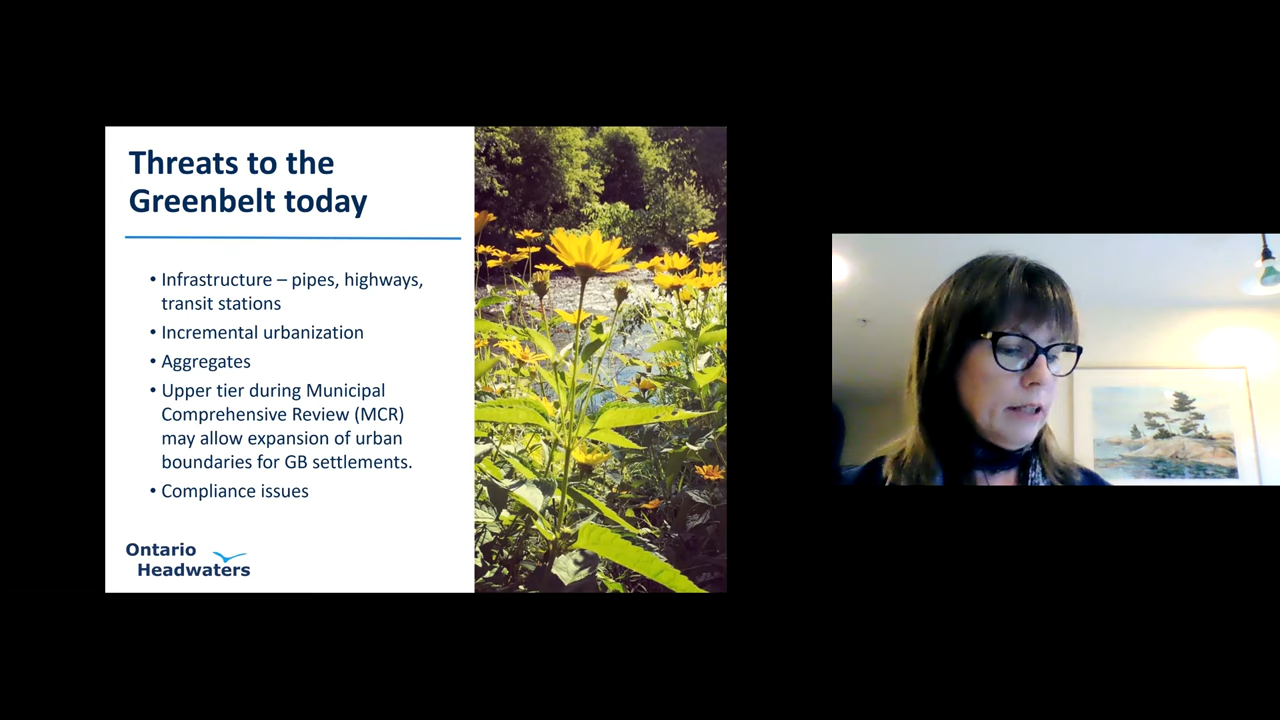 Threats to the
Greenbelt today
• Infrastructure – pipes, highways,
transit stations
• Incremental urbanization
• Aggregates
• Upper tier during Municipal
Comprehensive Review (MCR)
may allow expansion of urban
boundaries for GB settlements.
• Compliance issues
Ontario
Headwaters